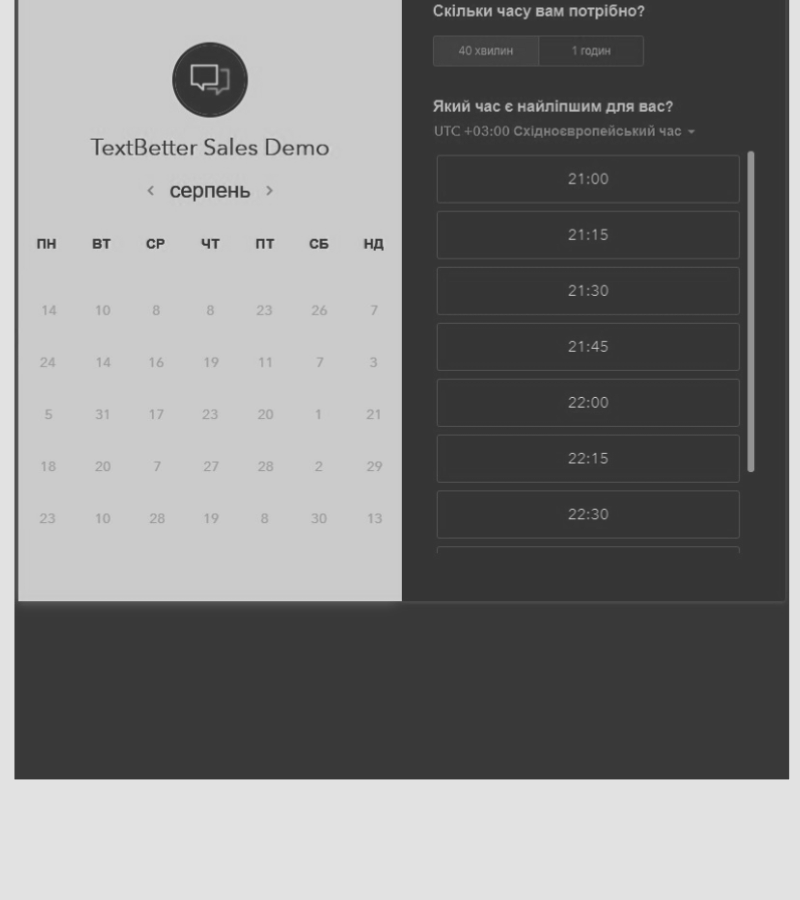 TextBetter Sales Demo
серпень
ПН ВТ СР ЧТ ПТ СБ НД
14 10 8 8 23 26 7
24 14 16 19 11 7 3
5 31 17 23 20 1 21
18 20 7 27 28 2 29
23 10 28 19 8 30 13
Скільки часу вам потрібно?
40 хвилин 1 годин
Який час є найліпшим для вас?
UTC +03:00 Східноєвропейський час
21:00
21:15
21:30
21:45
22:00
22:15
22:30